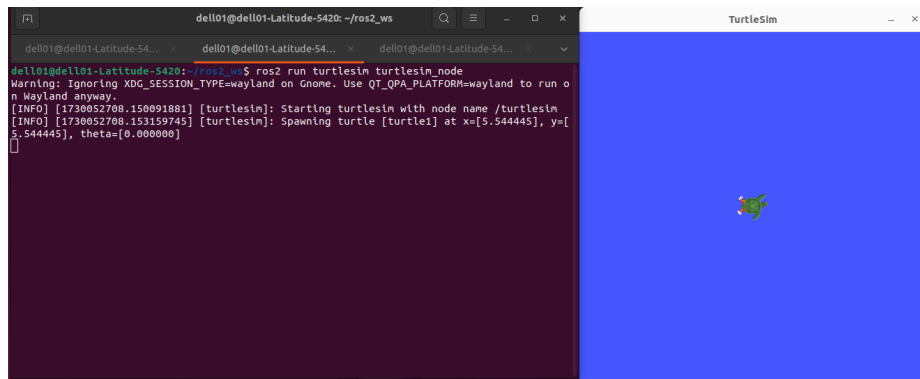 dell01@dell01-Latitude-5420: ~/ros2_ws
TurtleSim
dell01@dell01-Latitude-54...
dell01@dell01-Latitude-54...
dell01@dell01-Latitude-54...
dell01@dell01-Latitude-5420:~/ros2_ws$ ros2 run turtlesim turtlesim_node
Warning: Ignoring XDG_SESSION_TYPE=wayland on Gnome. Use QT_QPA_PLATFORM=wayland to run o
n Wayland anyway.
[INFO] [1730052708.150091881] [turtlesim]: Starting turtlesim with node name /turtlesim
[INFO] [1730052708.153159745] [turtlesim]: Spawning turtle [turtle1] at x=[5.544445], y=[
5.544445], theta=[0.000000]